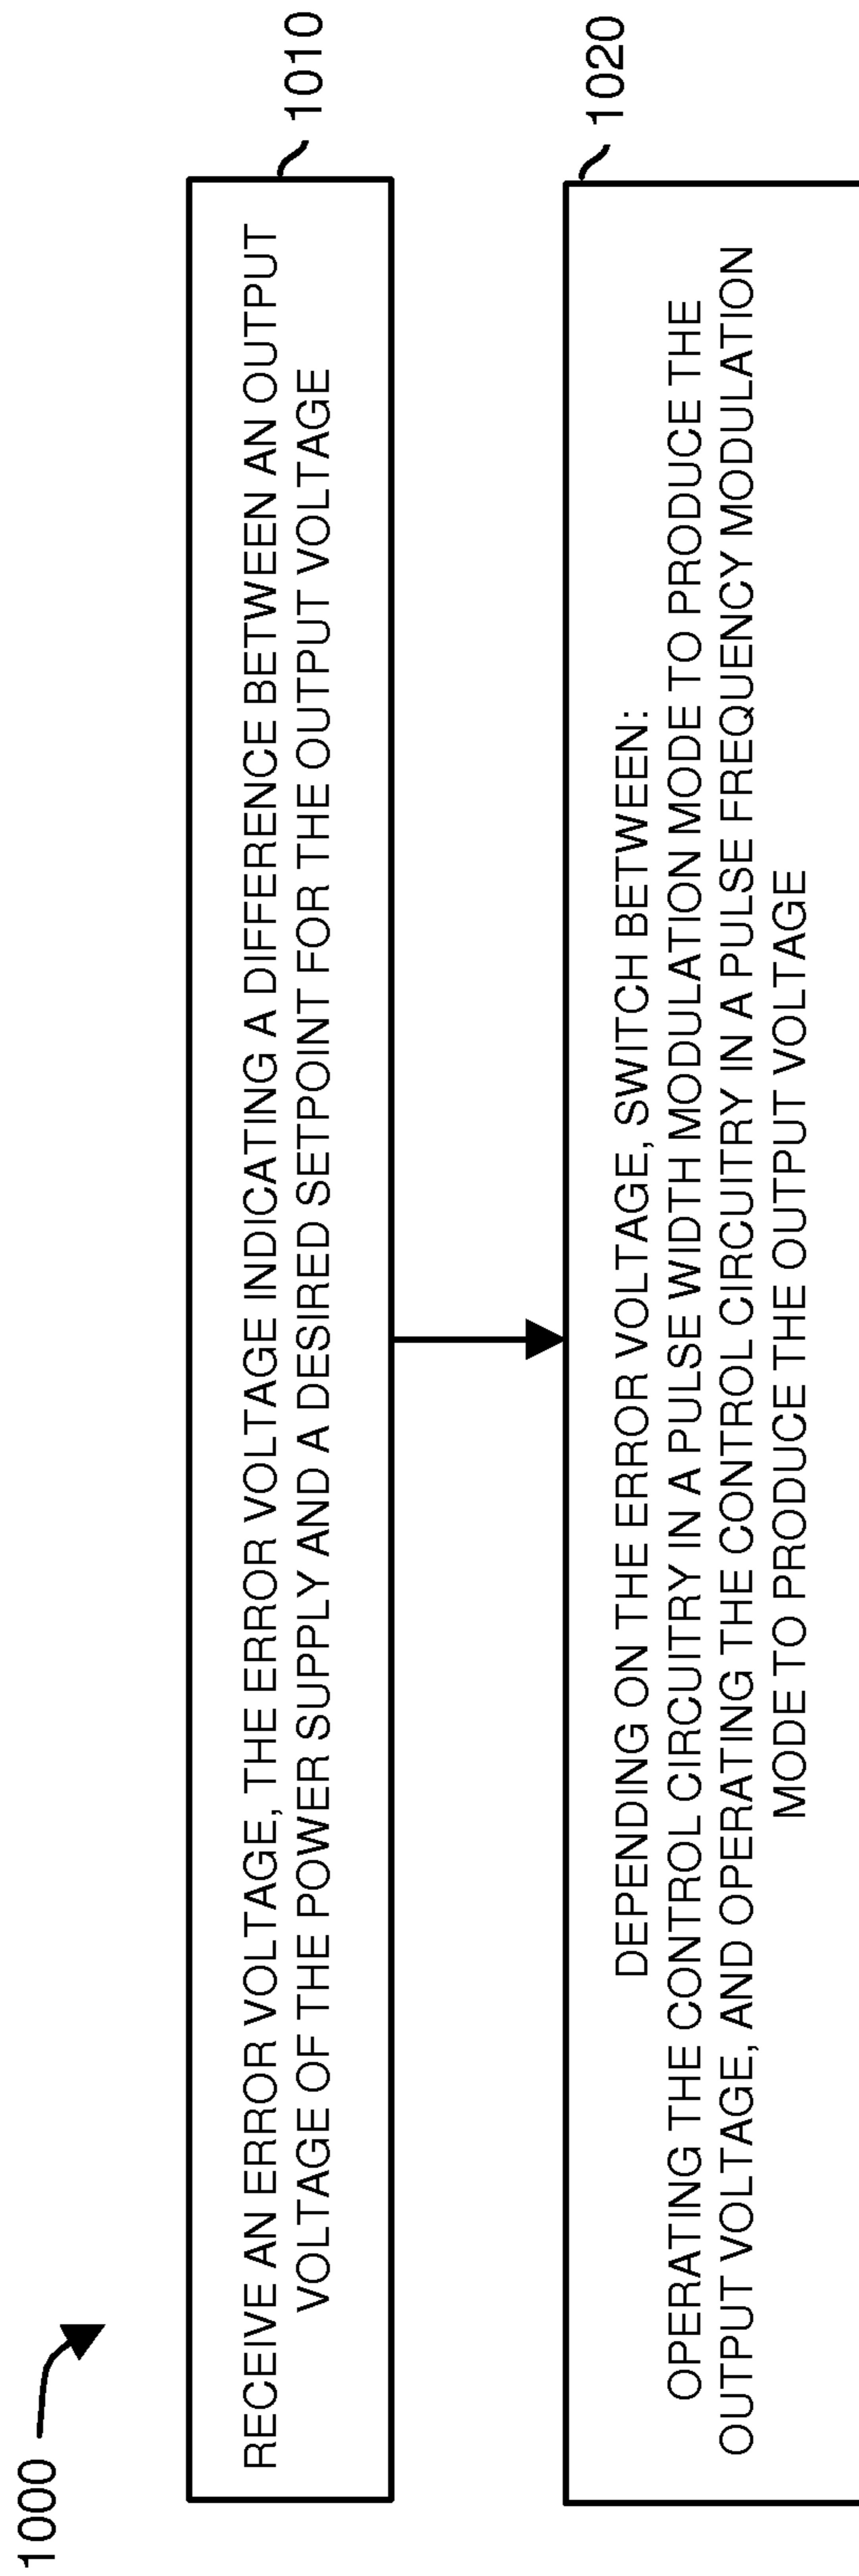 1000
RECEIVE AN ERROR VOLTAGE, THE ERROR VOLTAGE INDICATING A DIFFERENCE BETWEEN AN OUTPUT
VOLTAGE OF THE POWER SUPPLY AND A DESIRED SETPOINT FOR THE OUTPUT VOLTAGE
1010
DEPENDING ON THE ERROR VOLTAGE, SWITCH BETWEEN:
OPERATING THE CONTROL CIRCUITRY IN A PULSE WIDTH MODULATION MODE TO PRODUCE THE
OUTPUT VOLTAGE, AND OPERATING THE CONTROL CIRCUITRY IN A PULSE FREQUENCY MODULATION
MODE TO PRODUCE THE OUTPUT VOLTAGE
1020